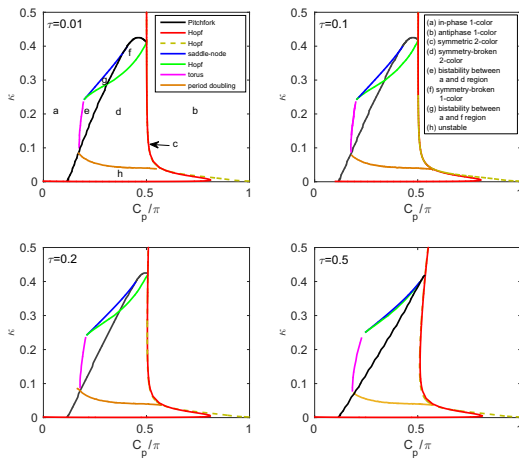 τ=0.01
0.5
0.4
0.3
0.2
0.1
0
κ
0
0.5
1
C_p/π
a
b
c
d
e
f
g
h
Pitchfork
Hopf
Hopf
saddle-node
Hopf
torus
period doubling
τ=0.1
0.5
0.4
0.3
0.2
0.1
0
κ
0
0.5
1
C_p/π
(a) in-phase 1-color
(b) antiphase 1-color
(c) symmetric 2-color
(d) symmetry-broken
2-color
(e) bistability between
a and d region
(f) symmetry-broken
1-color
(g) bistability between
a and f region
(h) unstable
τ=0.2
0.5
0.4
0.3
0.2
0.1
0
κ
0
0.5
1
C_p/π
τ=0.5
0.5
0.4
0.3
0.2
0.1
0
κ
0
0.5
1
C_p/π